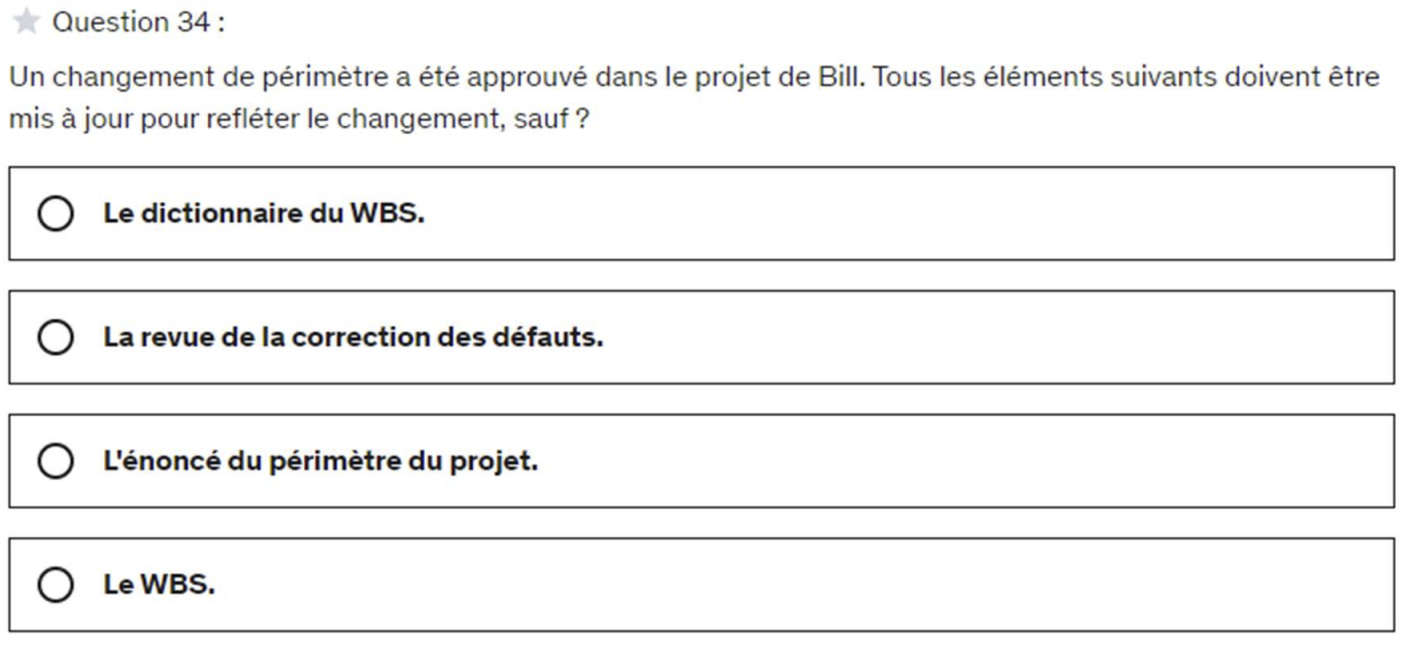 Question 34 :
Un changement de périmètre a été approuvé dans le projet de Bill. Tous les éléments suivants doivent être
mis à jour pour refléter le changement, sauf ?
Le dictionnaire du WBS.
La revue de la correction des défauts.
L'énoncé du périmètre du projet.
Le WBS.